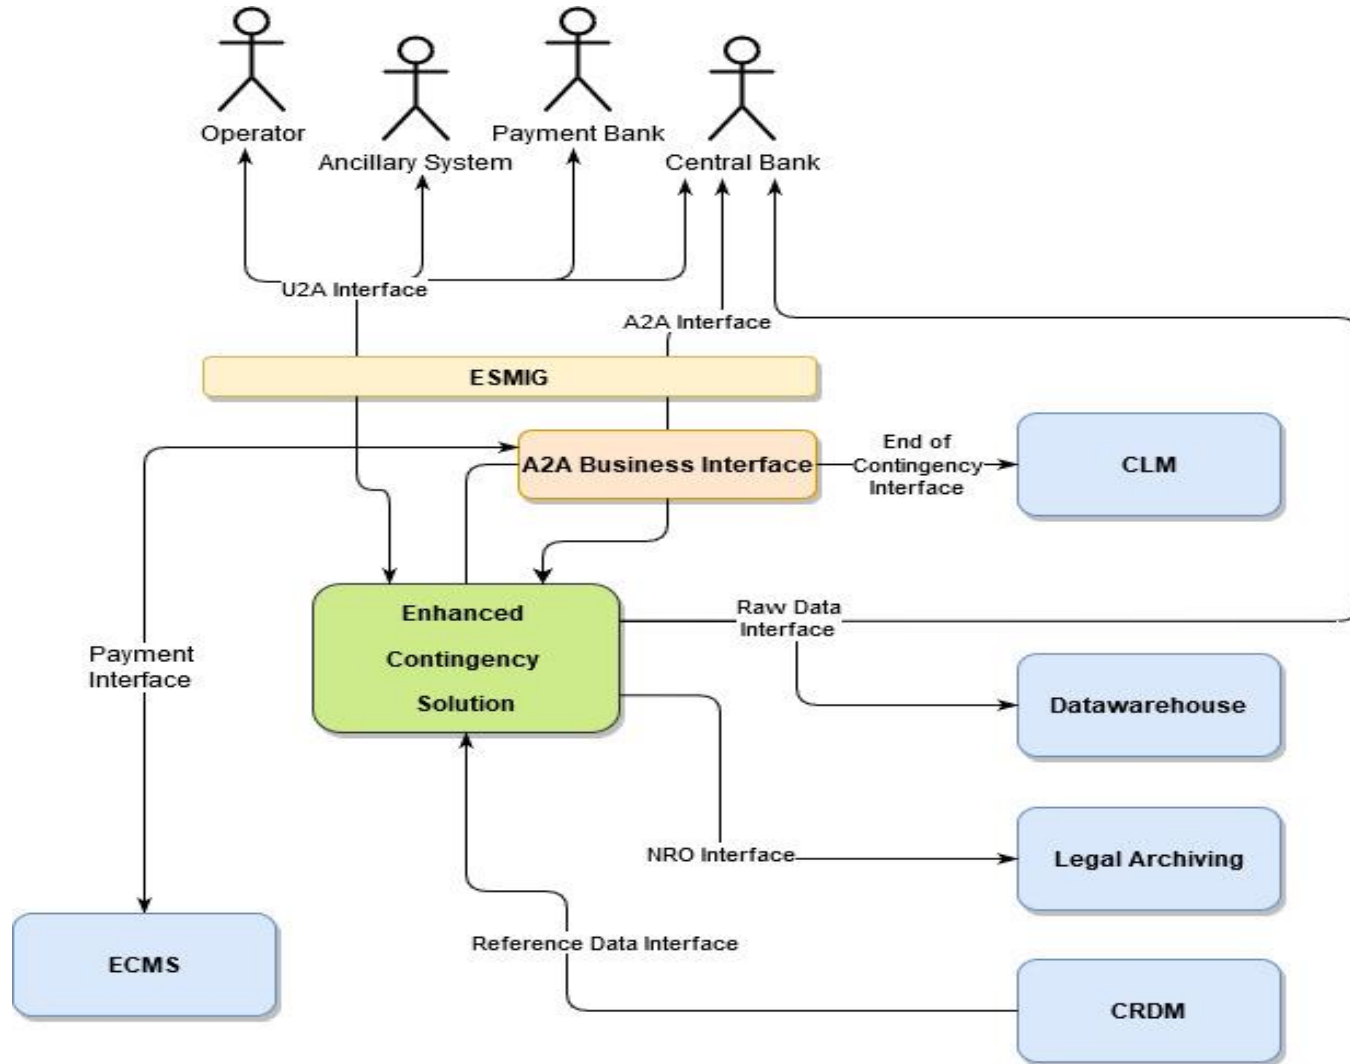 Operator
Ancillary System
Payment Bank
Central Bank
U2A Interface
A2A Interface
ESMIG
A2A Business Interface
End of
Contingency
Interface
CLM
Enhanced
Contingency
Solution
Raw Data
Interface
Payment
Interface
Datawarehouse
NRO Interface
Legal Archiving
Reference Data Interface
ECMS
CRDM